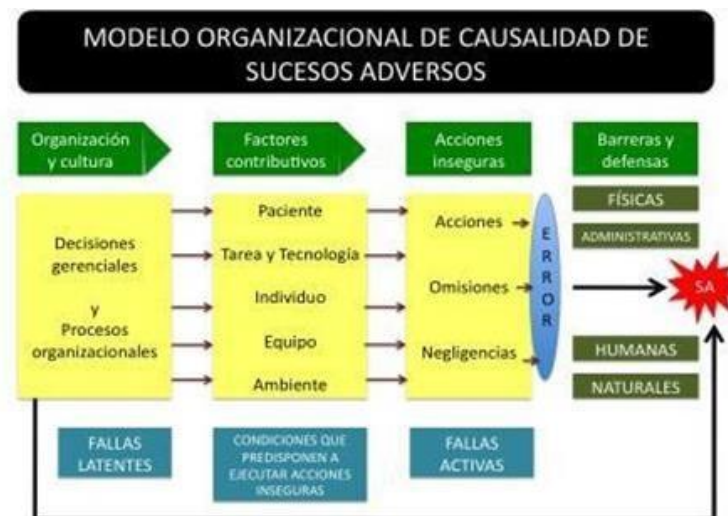 MODELO ORGANIZACIONAL DE CAUSALIDAD DE
SUCESOS ADVERSOS
Organización
y cultura
Factores
contributivos
Acciones
inseguras
Barreras y
defensas
Decisiones
gerenciales
y
Procesos
organizacionales
Paciente
Tarea y Tecnología
Individuo
Equipo
Ambiente
Acciones
Omisiones
Negligencias
ERROR
FÍSICAS
ADMINISTRATIVAS
SA
HUMANAS
NATURALES
FALLAS
LATENTES
CONDICIONES QUE
PREDISPONEN A
EJECUTAR ACCIONES
INSEGURAS
FALLAS
ACTIVAS